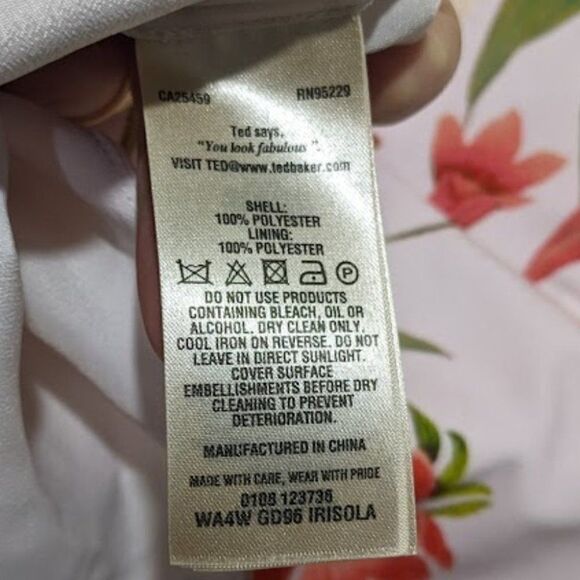 CA25459 RN95229
Ted says,
"You look fabulous".
VISIT TED@www.tedbaker.com
SHELL:
100% POLYESTER
LINING:
100% POLYESTER
P
DO NOT USE PRODUCTS
CONTAINING BLEACH, OIL OR
ALCOHOL. DRY CLEAN ONLY.
COOL IRON ON REVERSE. DO NOT
LEAVE IN DIRECT SUNLIGHT.
COVER SURFACE
EMBELLISHMENTS BEFORE DRY
CLEANING TO PREVENT
DETERIORATION.
MANUFACTURED IN CHINA
MADE WITH CARE, WEAR WITH PRIDE
0108 123736
WA4W GD96 IRISOLA